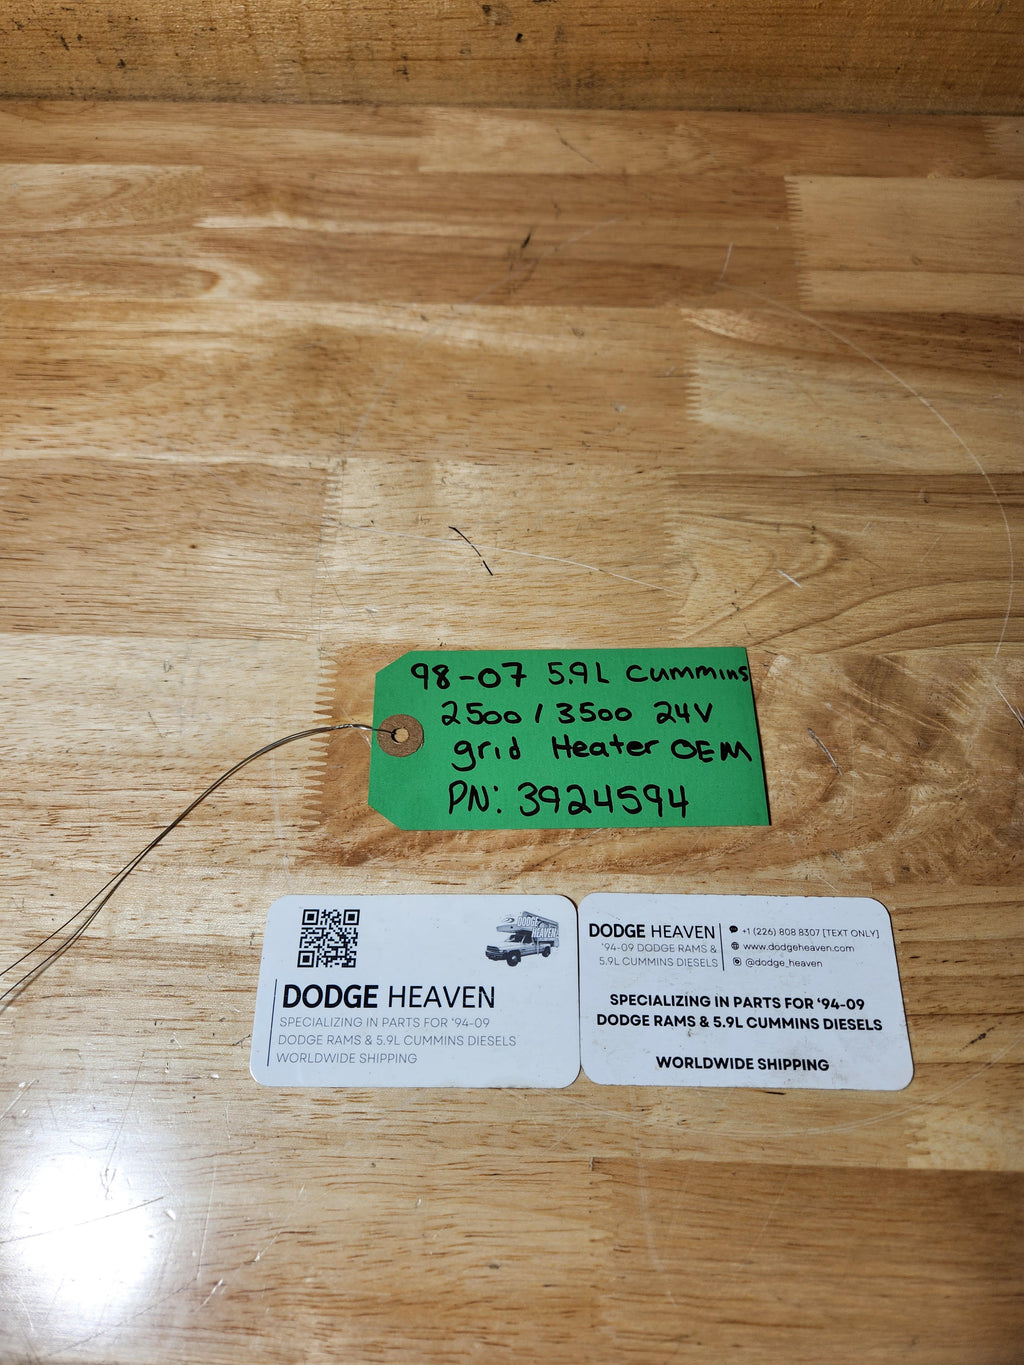 98-07 5.9L Cummins
2500 / 3500 24V
grid Heater OEM
PN: 3924594
DODGE
HEAVEN
DODGE HEAVEN
SPECIALIZING IN PARTS FOR '94-09
DODGE RAMS & 5.9L CUMMINS DIESELS
WORLDWIDE SHIPPING
DODGE HEAVEN
'94-09 DODGE RAMS &
5.9L CUMMINS DIESELS
+1 (226) 808 8307 [TEXT ONLY]
www.dodgeheaven.com
@dodge_heaven
SPECIALIZING IN PARTS FOR '94-09
DODGE RAMS & 5.9L CUMMINS DIESELS
WORLDWIDE SHIPPING